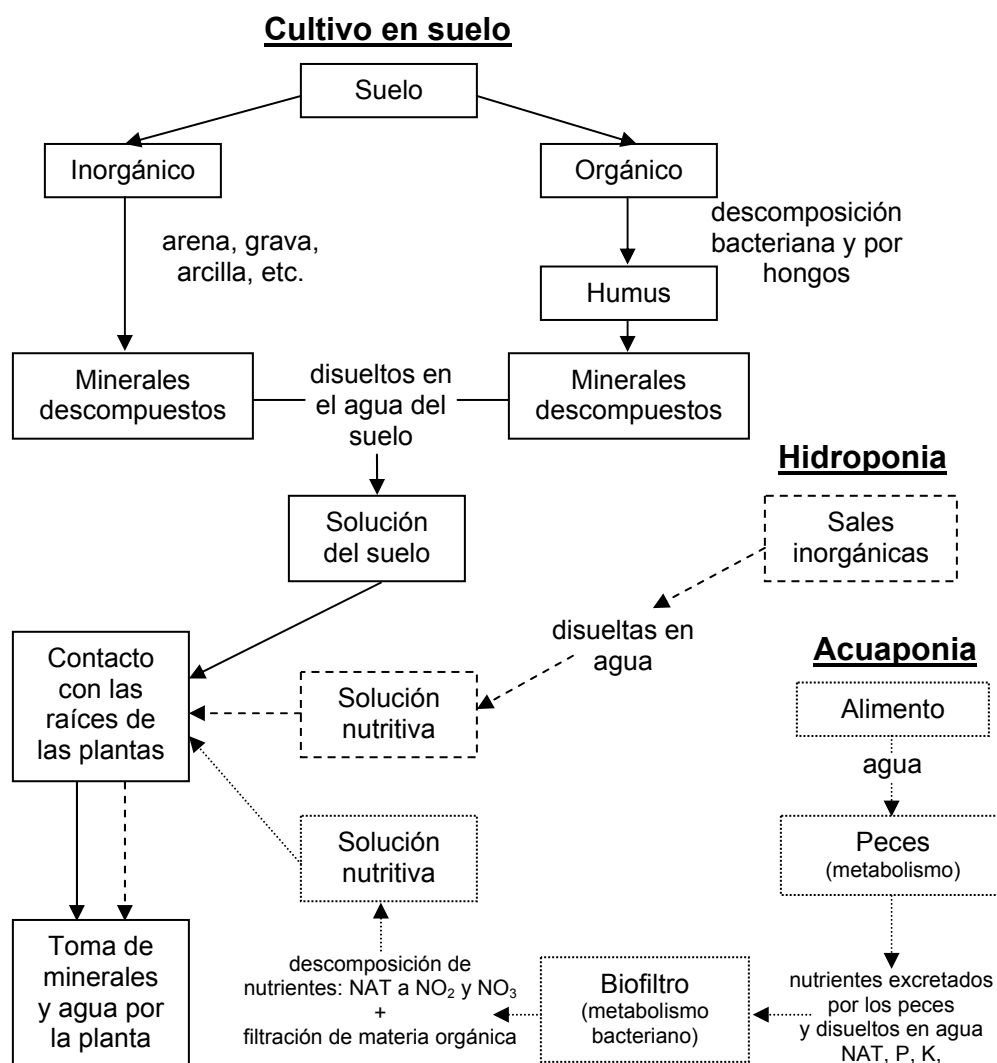 Cultivo en suelo
Suelo
Inorgánico
Orgánico
arena, grava,
arcilla, etc.
descomposición
bacteriana y por
hongos
Humus
Minerales
descompuestos
disueltos en
el agua del
suelo
Minerales
descompuestos
Solución
del suelo
Hidroponia
Sales
inorgánicas
disueltas en
agua
Solución
nutritiva
Contacto
con las
raíces de
las plantas
Acuaponia
Alimento
agua
Peces
(metabolismo)
nutrientes excretados
por los peces
y disueltos en agua
NAT, P, K,
Biofiltro
(metabolismo
bacteriano)
descomposición de
nutrientes: NAT a NO₂ y NO₃
+
filtración de materia orgánica
Solución
nutritiva
Toma de
minerales
y agua por
la planta